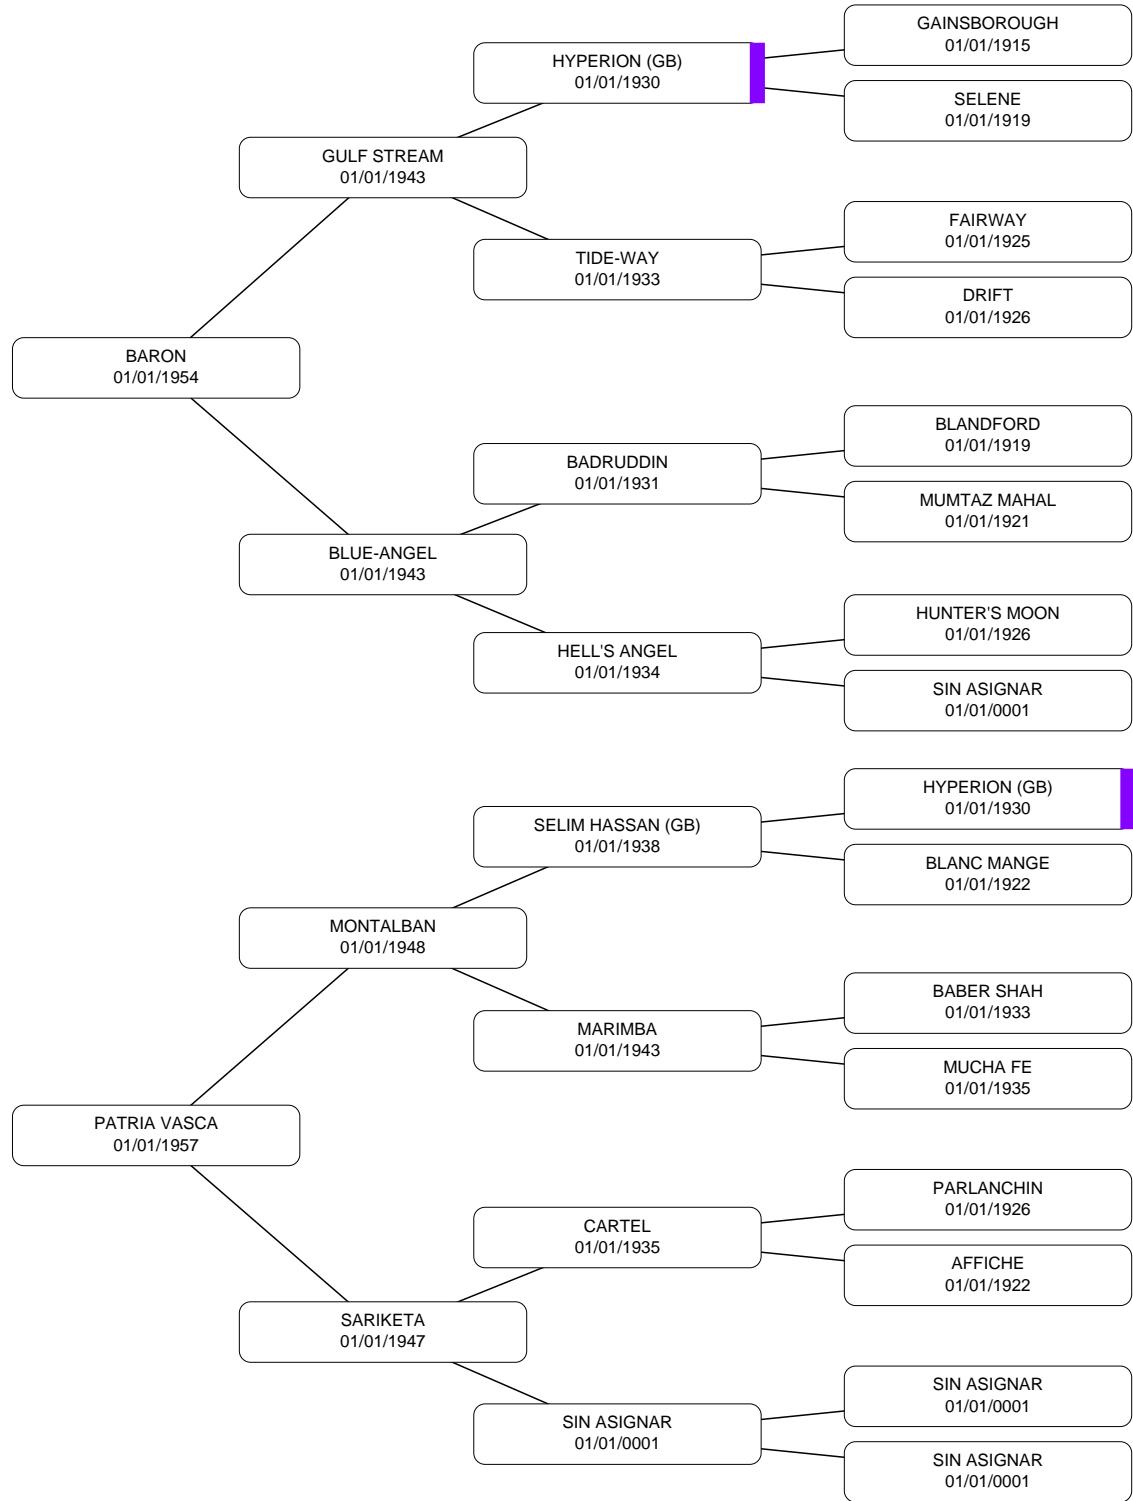 GAINSBOROUGH
01/01/1915
HYPERION (GB)
01/01/1930
SELENE
01/01/1919
GULF STREAM
01/01/1943
FAIRWAY
01/01/1925
TIDE-WAY
01/01/1933
DRIFT
01/01/1926
BARON
01/01/1954
BLANDFORD
01/01/1919
BADRUDDIN
01/01/1931
MUMTAZ MAHAL
01/01/1921
BLUE-ANGEL
01/01/1943
HUNTER'S MOON
01/01/1926
HELL'S ANGEL
01/01/1934
SIN ASIGNAR
01/01/0001
HYPERION (GB)
01/01/1930
SELIM HASSAN (GB)
01/01/1938
BLANC MANGE
01/01/1922
MONTALBAN
01/01/1948
BABER SHAH
01/01/1933
MARIMBA
01/01/1943
MUCHA FE
01/01/1935
PATRIA VASCA
01/01/1957
PARLANCHIN
01/01/1926
CARTEL
01/01/1935
AFFICHE
01/01/1922
SARIKETA
01/01/1947
SIN ASIGNAR
01/01/0001
SIN ASIGNAR
01/01/0001
SIN ASIGNAR
01/01/0001